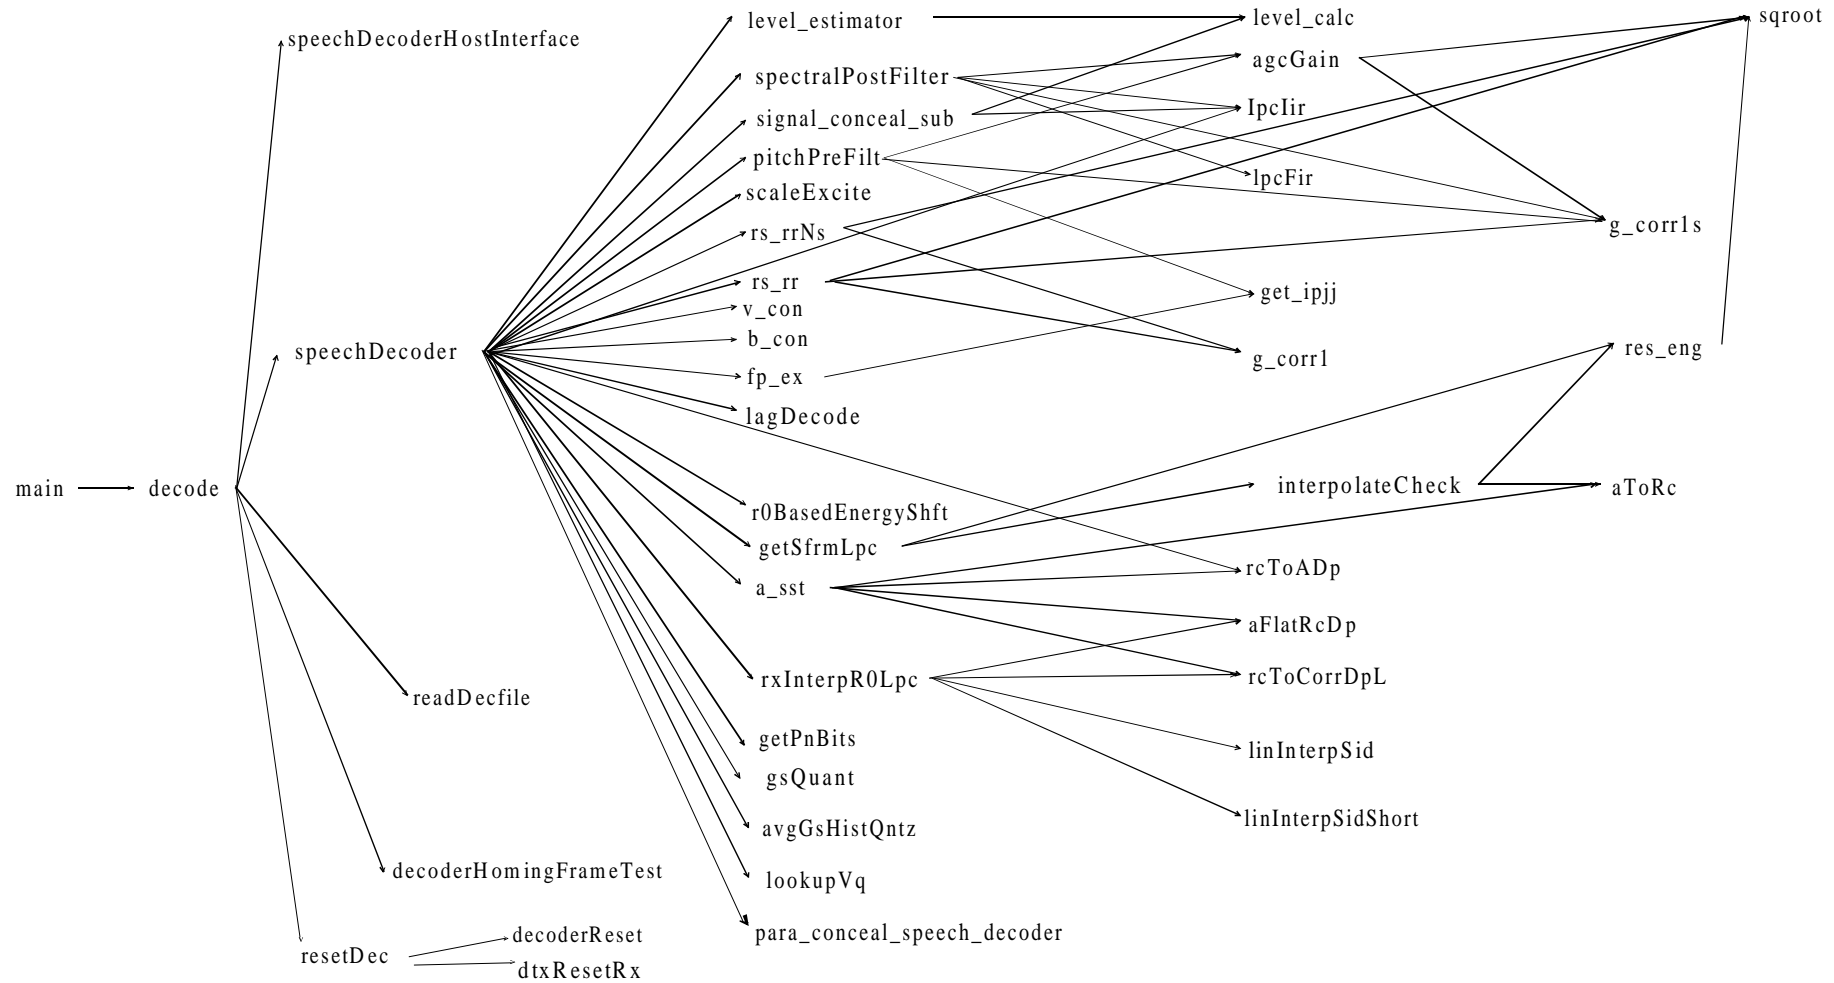 main
decode
speechDecoderHostInterface
speechDecoder
readDecfile
decoderHomingFrameTest
resetDec
decoderReset
dtxResetRx
level_estimator
spectralPostFilter
signal_conceal_sub
pitchPreFilt
scaleExcite
rs_rrNs
rs_rr
v_con
b_con
fp_ex
lagDecode
r0BasedEnergyShft
getSfrmLpc
a_sst
rxInterpR0Lpc
getPnBits
gsQuant
avgGsHistQntz
lookupVq
para_conceal_speech_decoder
level_calc
agcGain
IpcIir
lpcFir
get_ipjj
g_corr1
interpolateCheck
rcToADp
aFlatRcDp
rcToCorrDpL
linInterpSid
linInterpSidShort
g_corr1s
res_eng
aToRc
sqroot